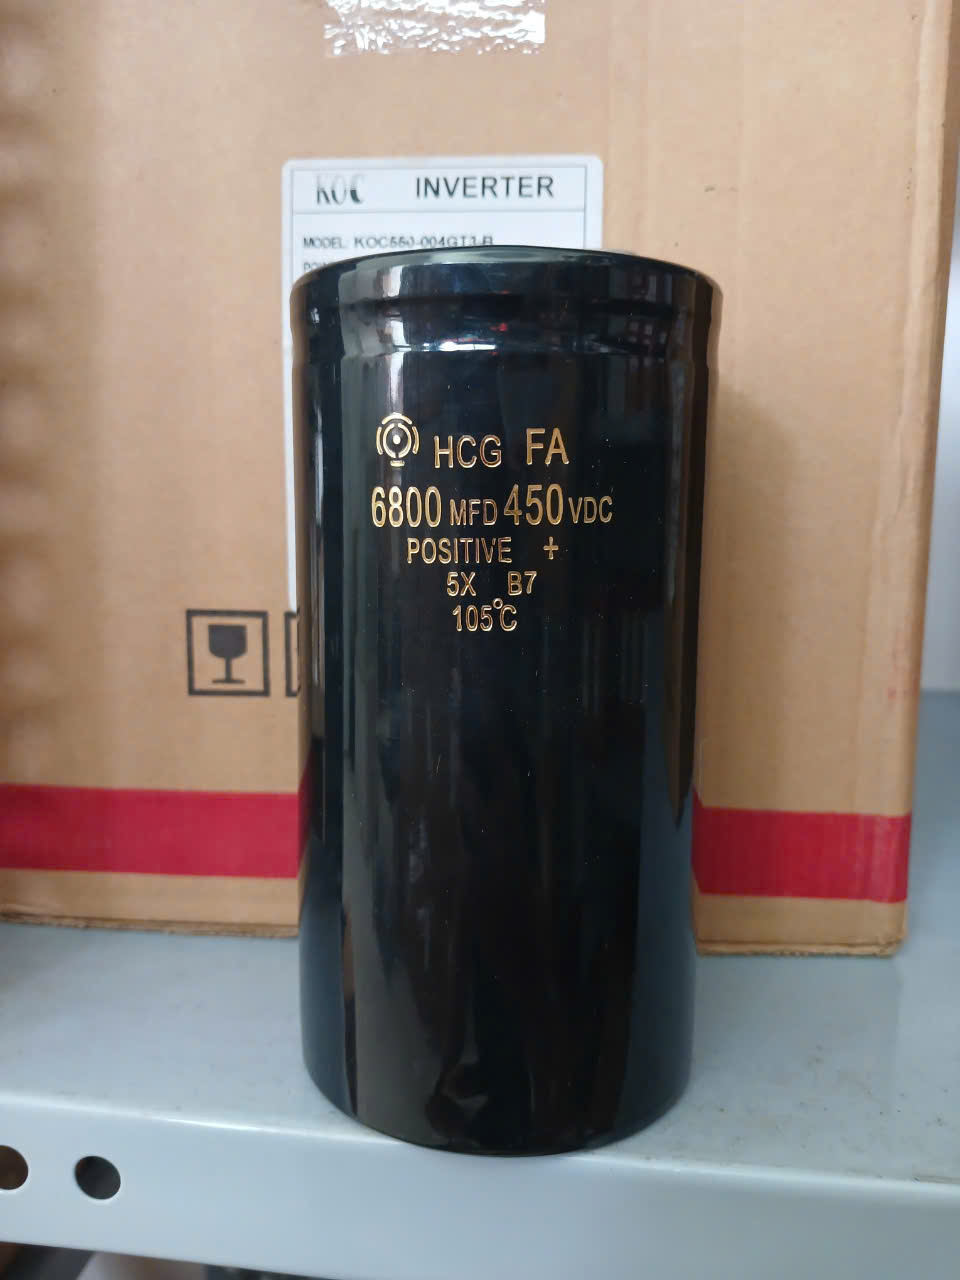 KOC INVERTER
MODEL: KOC550-004GT3-B
HCG FA
6800 MFD 450 VDC
POSITIVE +
5X B7
105°C